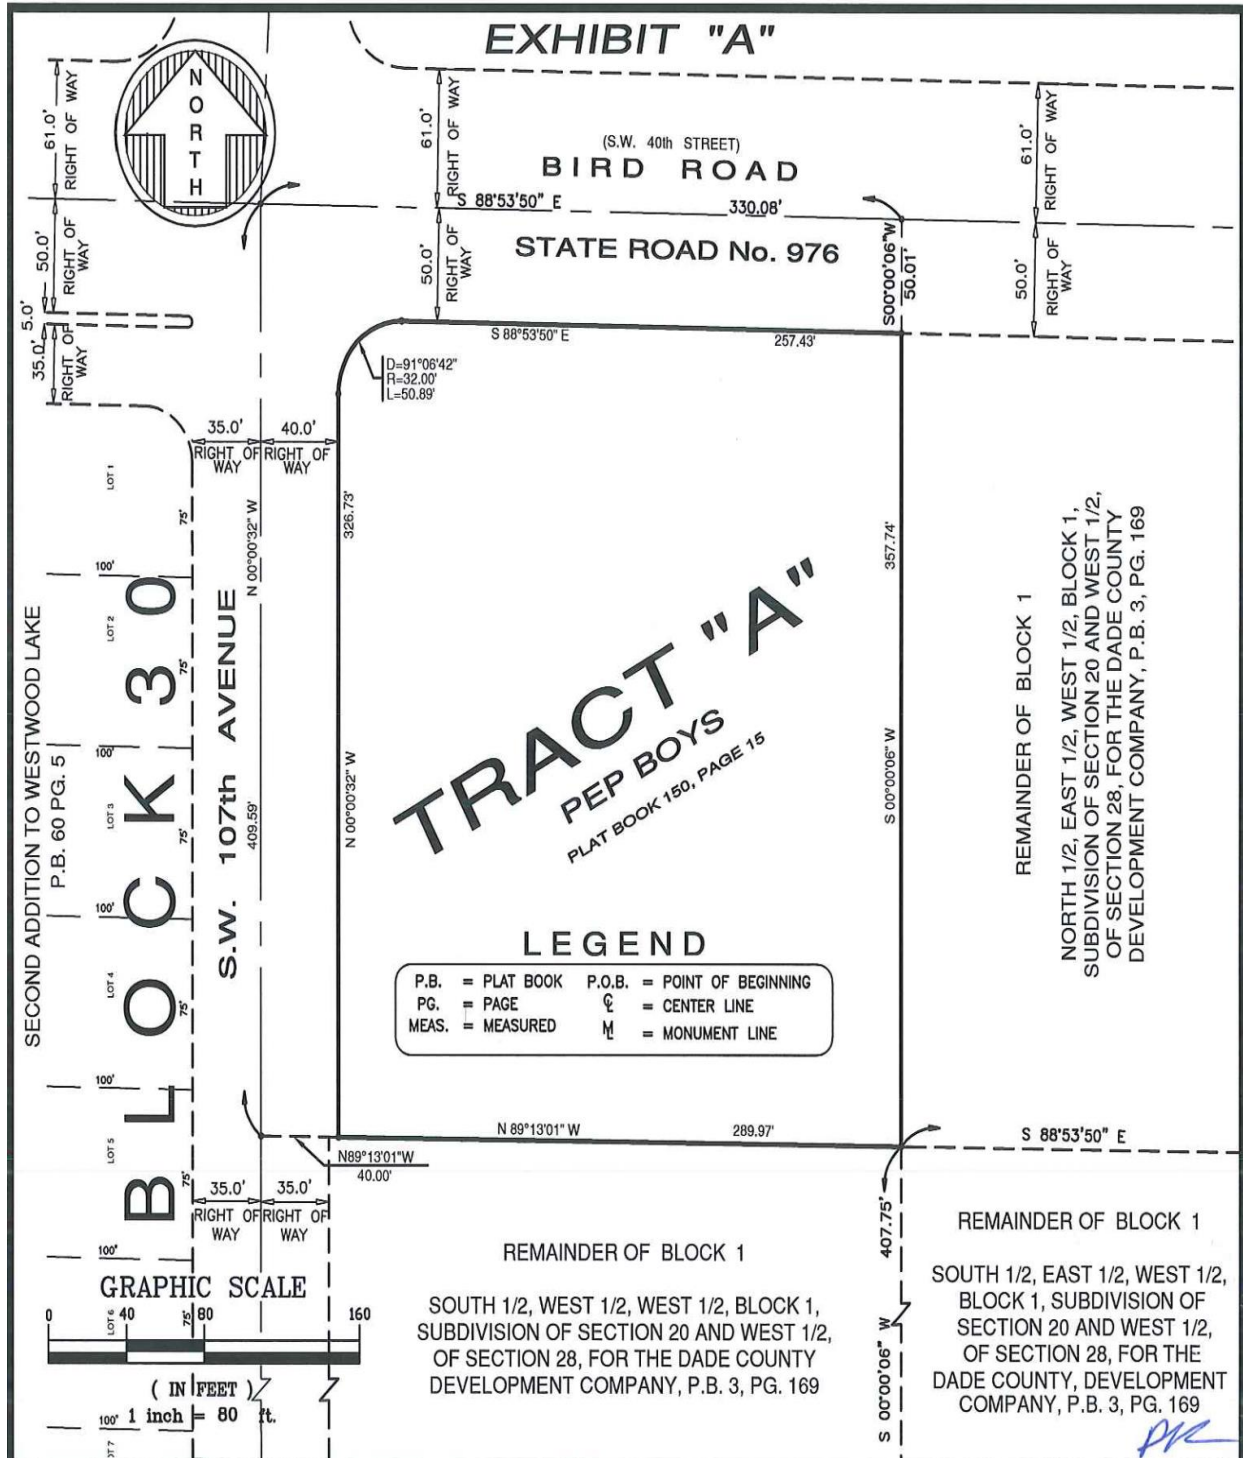 EXHIBIT "A"
NORTH
61.0'
RIGHT OF WAY
61.0'
RIGHT OF WAY
61.0'
RIGHT OF WAY
(S.W. 40th STREET)
BIRD ROAD
S 88°53'50" E
330.08'
STATE ROAD No. 976
50.0'
RIGHT OF
WAY
50.0'
RIGHT OF
WAY
S00°00'06"W
50.01'
50.0'
RIGHT OF
WAY
5.0'
35.0'
RIGHT OF
WAY
S 88°53'50" E
257.43'
D=91°06'42"
R=32.00'
L=50.89'
35.0'
RIGHT OF
WAY
40.0'
RIGHT OF
WAY
LOT 1
75'
100'
LOT 2
75'
100'
LOT 3
75'
100'
LOT 4
75'
100'
LOT 5
75'
100'
LOT 6
75'
100'
OT 7
SECOND ADDITION TO WESTWOOD LAKE
P.B. 60 PG. 5
BLOCK 30
S.W. 107th AVENUE
N 00°00'32" W
409.59'
326.73'
N 00°00'32" W
357.74'
S 00°00'06" W
TRACT "A"
PEP BOYS
PLAT BOOK 150, PAGE 15
REMAINDER OF BLOCK 1
NORTH 1/2, EAST 1/2, WEST 1/2, BLOCK 1,
SUBDIVISION OF SECTION 20 AND WEST 1/2,
OF SECTION 28, FOR THE DADE COUNTY
DEVELOPMENT COMPANY, P.B. 3, PG. 169
LEGEND
P.B. = PLAT BOOK P.O.B. = POINT OF BEGINNING
PG. = PAGE ℄ = CENTER LINE
MEAS. = MEASURED = MONUMENT LINE
N 89°13'01" W
289.97'
S 88°53'50" E
N89°13'01"W
40.00'
35.0'
RIGHT OF
WAY
35.0'
RIGHT OF
WAY
407.75'
S 00°00'06" W
REMAINDER OF BLOCK 1
SOUTH 1/2, WEST 1/2, WEST 1/2, BLOCK 1,
SUBDIVISION OF SECTION 20 AND WEST 1/2,
OF SECTION 28, FOR THE DADE COUNTY
DEVELOPMENT COMPANY, P.B. 3, PG. 169
REMAINDER OF BLOCK 1
SOUTH 1/2, EAST 1/2, WEST 1/2,
BLOCK 1, SUBDIVISION OF
SECTION 20 AND WEST 1/2,
OF SECTION 28, FOR THE
DADE COUNTY, DEVELOPMENT
COMPANY, P.B. 3, PG. 169
GRAPHIC SCALE
0 40 80 160
( IN FEET )
1 inch = 80 ft.